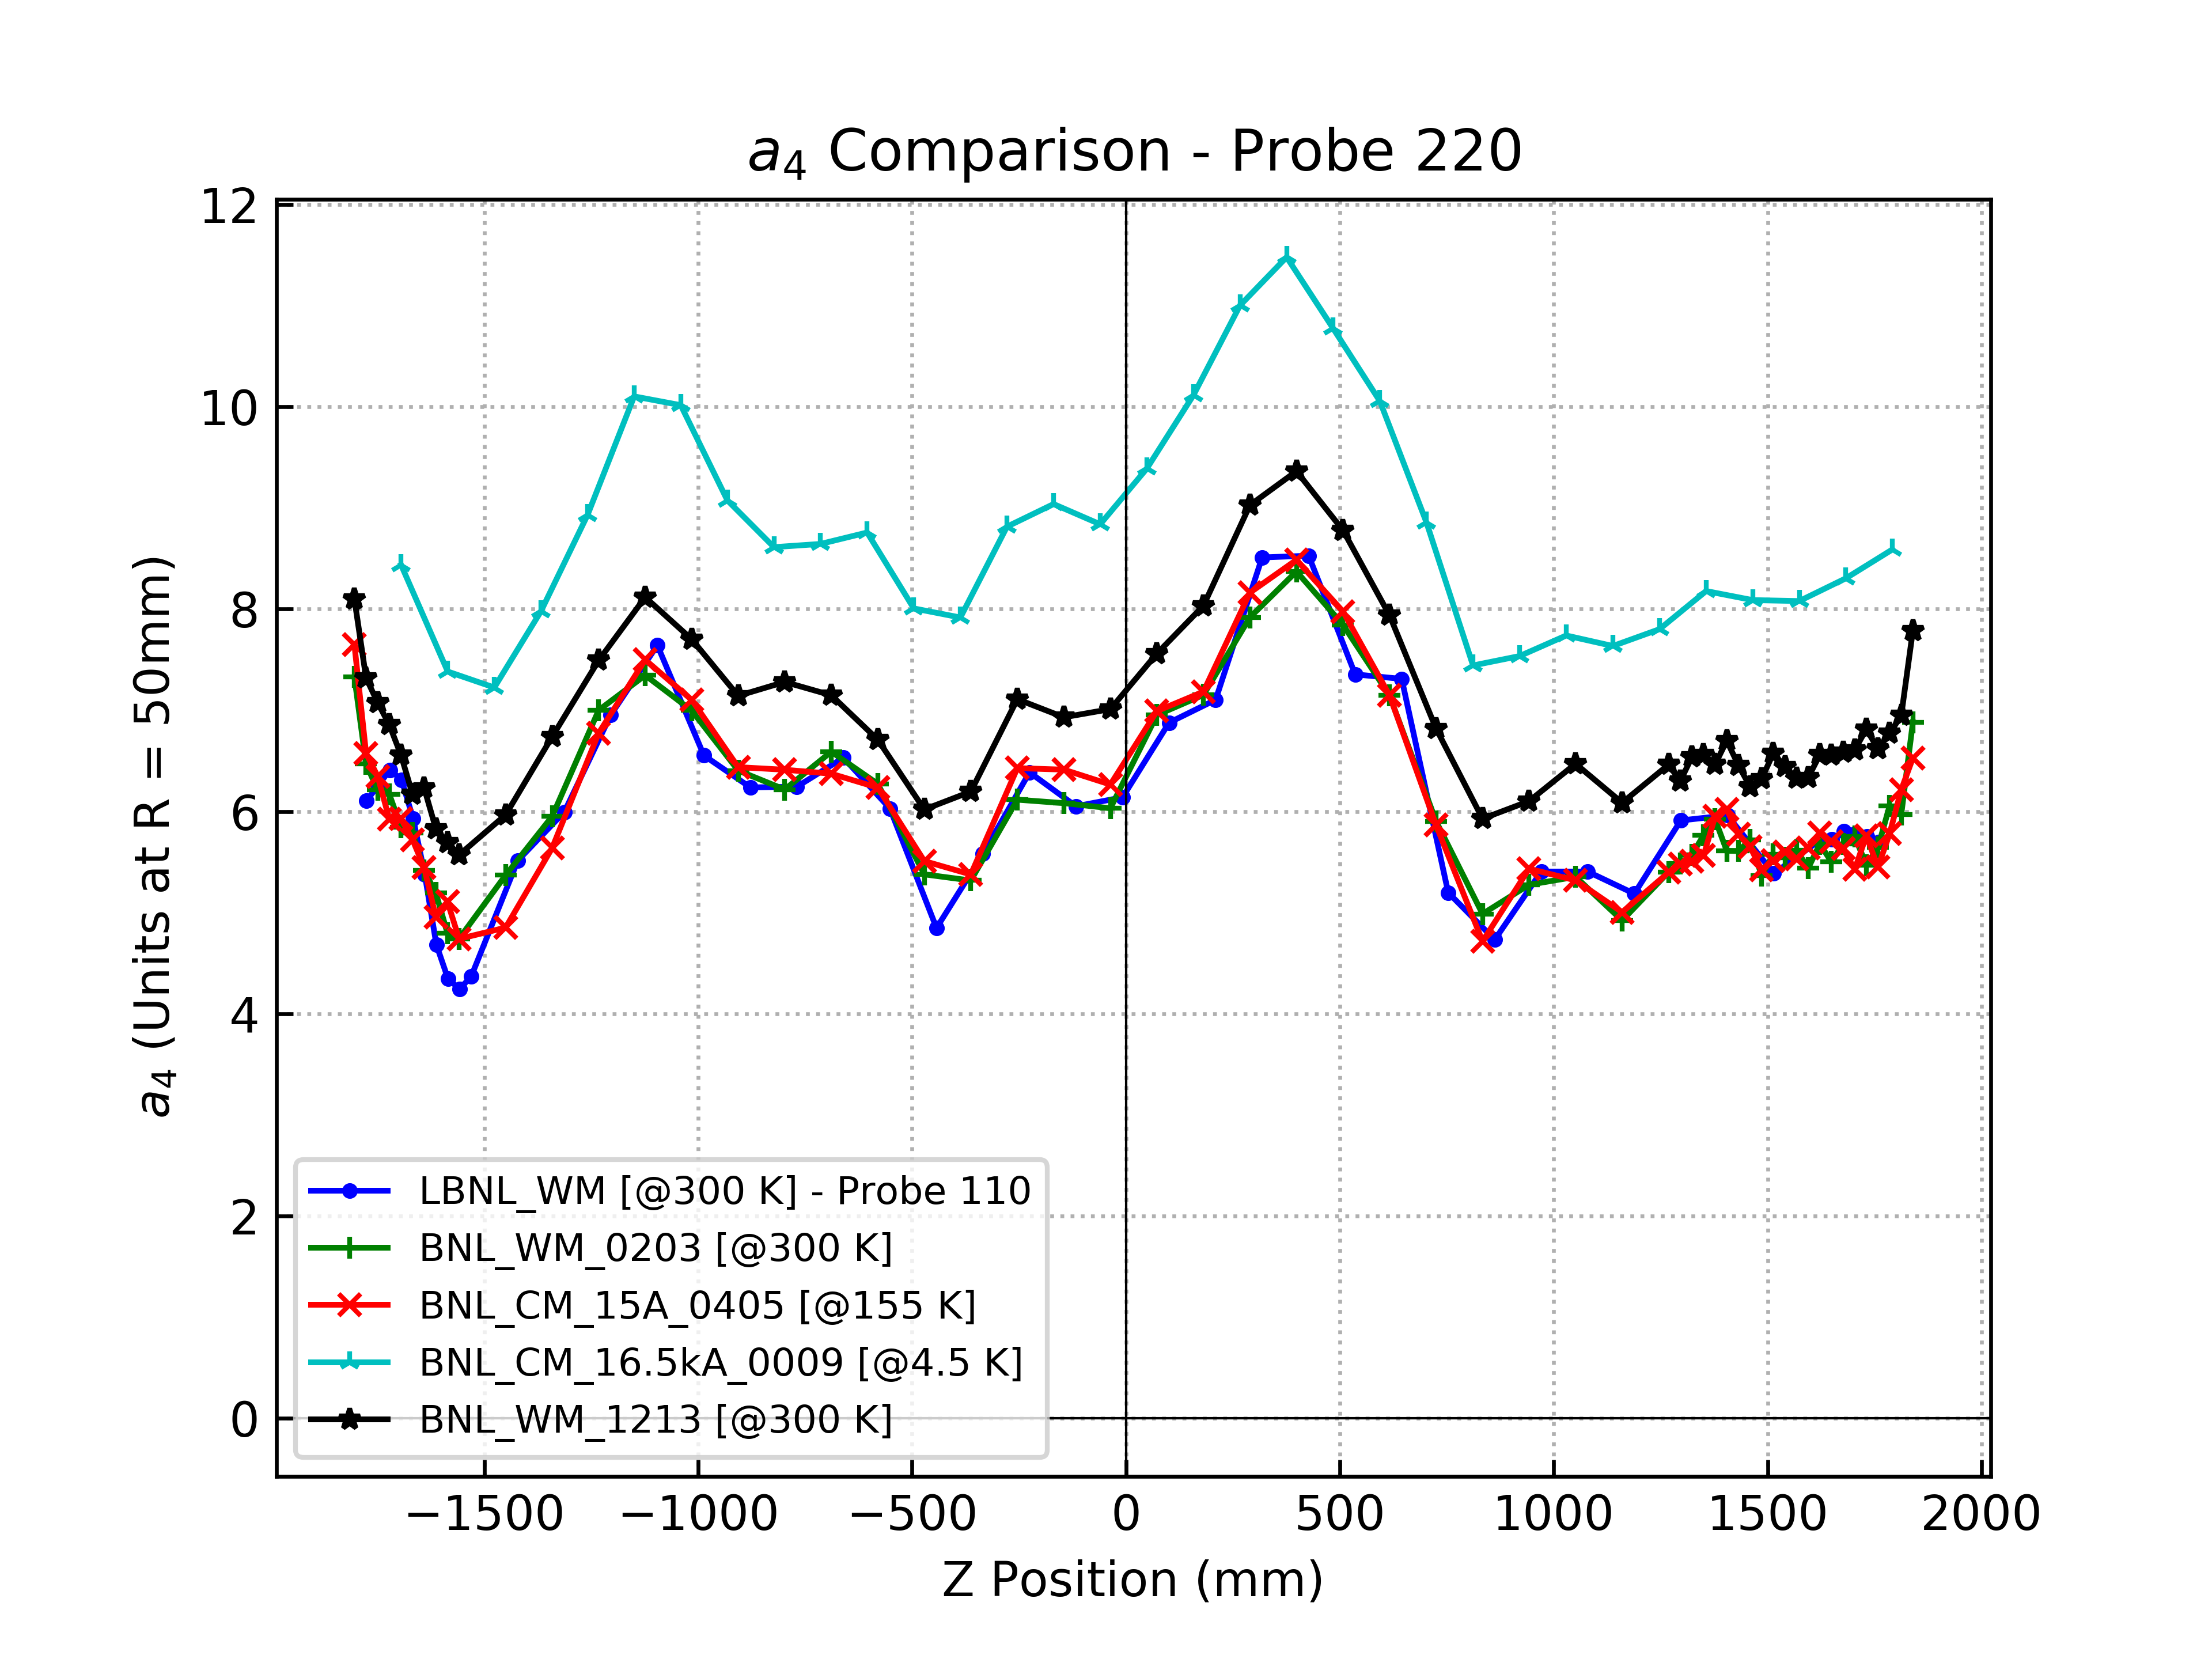 a4 Comparison - Probe 220
12
10
8
6
4
2
0
a4 (Units at R = 50mm)
LBNL_WM [@300 K] - Probe 110
BNL_WM_0203 [@300 K]
BNL_CM_15A_0405 [@155 K]
BNL_CM_16.5kA_0009 [@4.5 K]
BNL_WM_1213 [@300 K]
−1500 −1000 −500 0 500 1000 1500 2000
Z Position (mm)